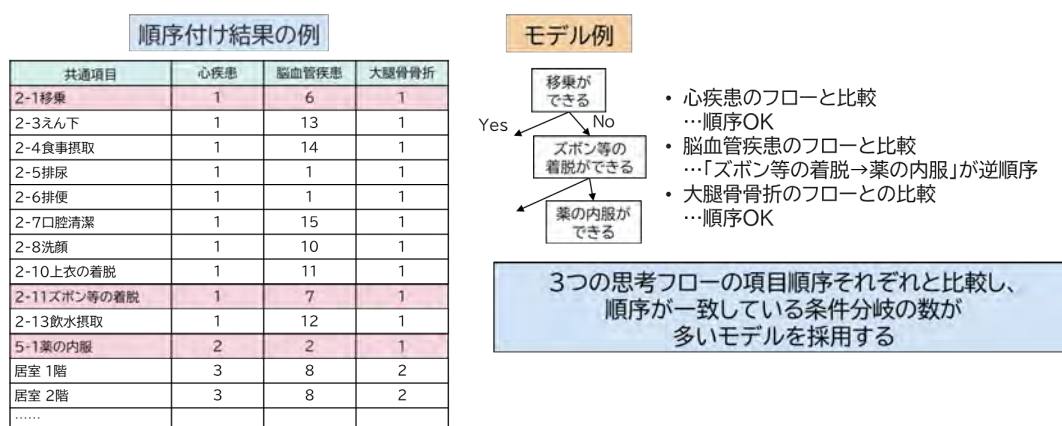 順序付け結果の例
共通項目 心疾患 脳血管疾患 大腿骨骨折
2-1移乗 1 6 1
2-3えん下 1 13 1
2-4食事摂取 1 14 1
2-5排尿 1 1 1
2-6排便 1 1 1
2-7口腔清潔 1 15 1
2-8洗顔 1 10 1
2-10上衣の着脱 1 11 1
2-11ズボン等の着脱 1 7 1
2-13飲水摂取 1 12 1
5-1薬の内服 2 2 1
居室 1階 3 8 2
居室 2階 3 8 2
……
モデル例
移乗が
できる
Yes
No
ズボン等の
着脱ができる
薬の内服が
できる
• 心疾患のフローと比較
…順序OK
• 脳血管疾患のフローと比較
…「ズボン等の着脱→薬の内服」が逆順序
• 大腿骨骨折のフローとの比較
…順序OK
3つの思考フローの項目順序それぞれと比較し、
順序が一致している条件分岐の数が
多いモデルを採用する